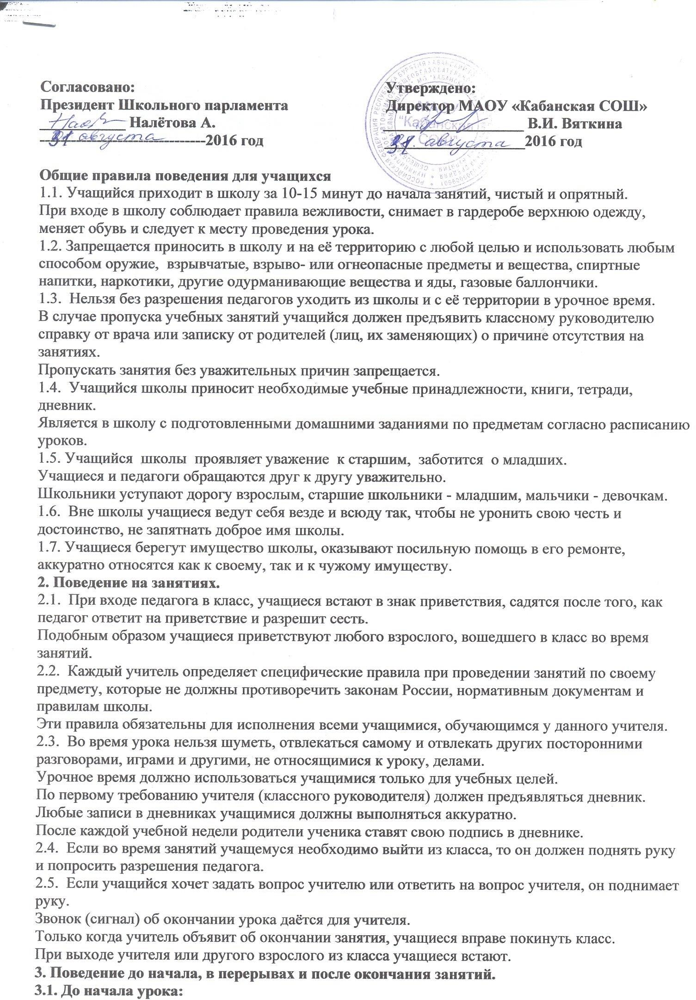 Согласовано: Утверждено:
Президент Школьного парламента Директор МАОУ «Кабанская СОШ»
Налётова А. В.И. Вяткина
31 августа 2016 год 31 августа 2016 год
МАОУ
"Кабанская
СОШ"
Общие правила поведения для учащихся
1.1. Учащийся приходит в школу за 10-15 минут до начала занятий, чистый и опрятный.
При входе в школу соблюдает правила вежливости, снимает в гардеробе верхнюю одежду,
меняет обувь и следует к месту проведения урока.
1.2. Запрещается приносить в школу и на её территорию с любой целью и использовать любым
способом оружие, взрывчатые, взрыво- или огнеопасные предметы и вещества, спиртные
напитки, наркотики, другие одурманивающие вещества и яды, газовые баллончики.
1.3. Нельзя без разрешения педагогов уходить из школы и с её территории в урочное время.
В случае пропуска учебных занятий учащийся должен предъявить классному руководителю
справку от врача или записку от родителей (лиц, их заменяющих) о причине отсутствия на
занятиях.
Пропускать занятия без уважительных причин запрещается.
1.4. Учащийся школы приносит необходимые учебные принадлежности, книги, тетради,
дневник.
Является в школу с подготовленными домашними заданиями по предметам согласно расписанию
уроков.
1.5. Учащийся школы проявляет уважение к старшим, заботится о младших.
Учащиеся и педагоги обращаются друг к другу уважительно.
Школьники уступают дорогу взрослым, старшие школьники - младшим, мальчики - девочкам.
1.6. Вне школы учащиеся ведут себя везде и всюду так, чтобы не уронить свою честь и
достоинство, не запятнать доброе имя школы.
1.7. Учащиеся берегут имущество школы, оказывают посильную помощь в его ремонте,
аккуратно относятся как к своему, так и к чужому имуществу.
2. Поведение на занятиях.
2.1. При входе педагога в класс, учащиеся встают в знак приветствия, садятся после того, как
педагог ответит на приветствие и разрешит сесть.
Подобным образом учащиеся приветствуют любого взрослого, вошедшего в класс во время
занятий.
2.2. Каждый учитель определяет специфические правила при проведении занятий по своему
предмету, которые не должны противоречить законам России, нормативным документам и
правилам школы.
Эти правила обязательны для исполнения всеми учащимися, обучающимся у данного учителя.
2.3. Во время урока нельзя шуметь, отвлекаться самому и отвлекать других посторонними
разговорами, играми и другими, не относящимися к уроку, делами.
Урочное время должно использоваться учащимися только для учебных целей.
По первому требованию учителя (классного руководителя) должен предъявляться дневник.
Любые записи в дневниках учащимися должны выполняться аккуратно.
После каждой учебной недели родители ученика ставят свою подпись в дневнике.
2.4. Если во время занятий учащемуся необходимо выйти из класса, то он должен поднять руку
и попросить разрешения педагога.
2.5. Если учащийся хочет задать вопрос учителю или ответить на вопрос учителя, он поднимает
руку.
Звонок (сигнал) об окончании урока даётся для учителя.
Только когда учитель объявит об окончании занятия, учащиеся вправе покинуть класс.
При выходе учителя или другого взрослого из класса учащиеся встают.
3. Поведение до начала, в перерывах и после окончания занятий.
3.1. До начала урока: